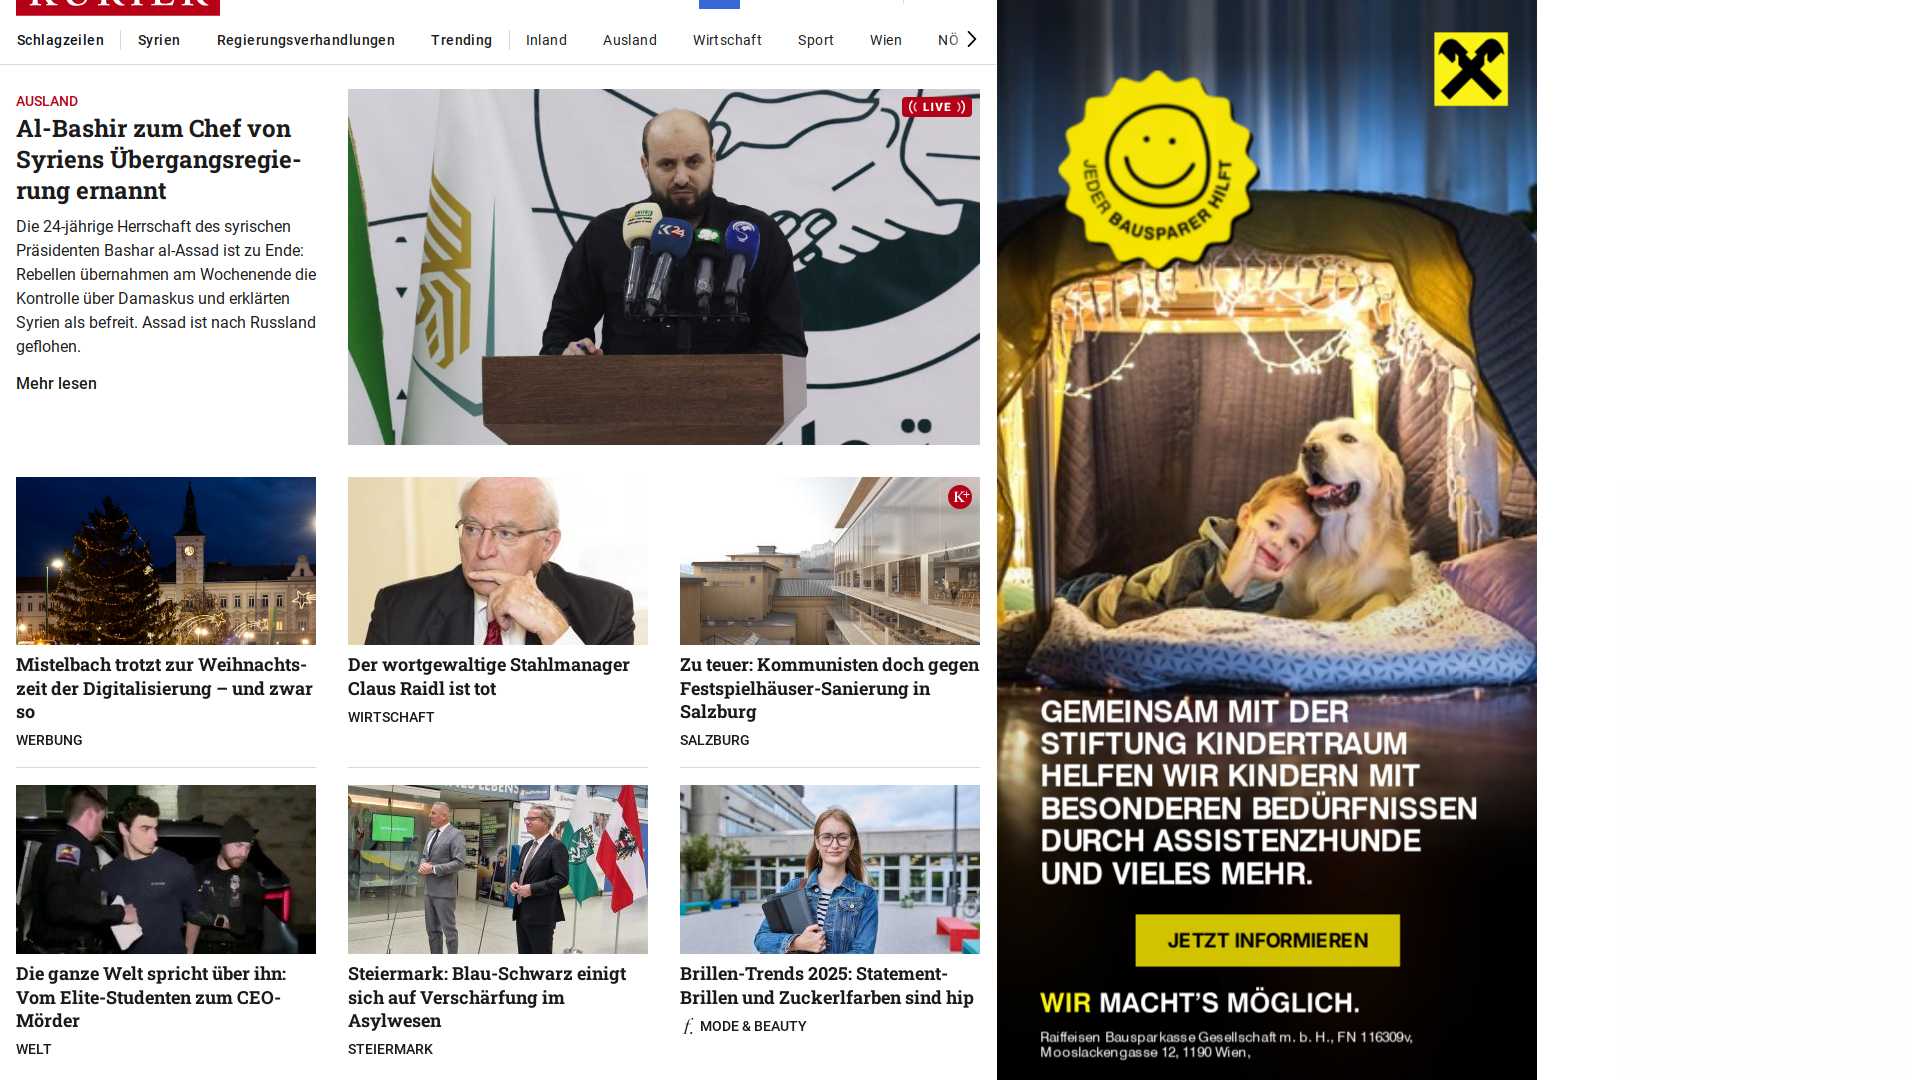 KURIER
Schlagzeilen
Syrien
Regierungsverhandlungen
Trending
Inland
Ausland
Wirtschaft
Sport
Wien
NÖ
AUSLAND
Al-Bashir zum Chef von
Syriens Übergangsregie-
rung ernannt
Die 24-jährige Herrschaft des syrischen
Präsidenten Bashar al-Assad ist zu Ende:
Rebellen übernahmen am Wochenende die
Kontrolle über Damaskus und erklärten
Syrien als befreit. Assad ist nach Russland
geflohen.
Mehr lesen
LIVE
K24
K+
Mistelbach trotzt zur Weihnachts-
zeit der Digitalisierung – und zwar
so
WERBUNG
Der wortgewaltige Stahlmanager
Claus Raidl ist tot
WIRTSCHAFT
Zu teuer: Kommunisten doch gegen
Festspielhäuser-Sanierung in
Salzburg
SALZBURG
Die ganze Welt spricht über ihn:
Vom Elite-Studenten zum CEO-
Mörder
WELT
Steiermark: Blau-Schwarz einigt
sich auf Verschärfung im
Asylwesen
STEIERMARK
Brillen-Trends 2025: Statement-
Brillen und Zuckerlfarben sind hip
f. MODE & BEAUTY
JEDER BAUSPARER HILFT
GEMEINSAM MIT DER
STIFTUNG KINDERTRAUM
HELFEN WIR KINDERN MIT
BESONDEREN BEDÜRFNISSEN
DURCH ASSISTENZHUNDE
UND VIELES MEHR.
JETZT INFORMIEREN
WIR MACHT'S MÖGLICH.
Raiffeisen Bausparkasse Gesellschaft m. b. H., FN 116309v,
Mooslackengasse 12, 1190 Wien,